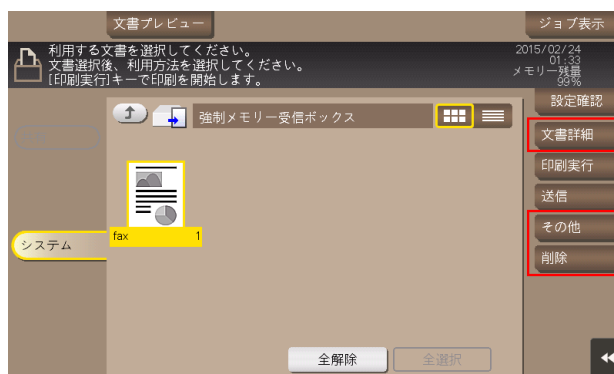 文書プレビュー
ジョブ表示
利用する文書を選択してください。
文書選択後、利用方法を選択してください。
[印刷実行]キーで印刷を開始します。
2015/02/24
01:33
メモリー残量
99%
設定確認
強制メモリー受信ボックス
文書詳細
印刷実行
送信
その他
削除
システム
fax 1
全解除
全選択